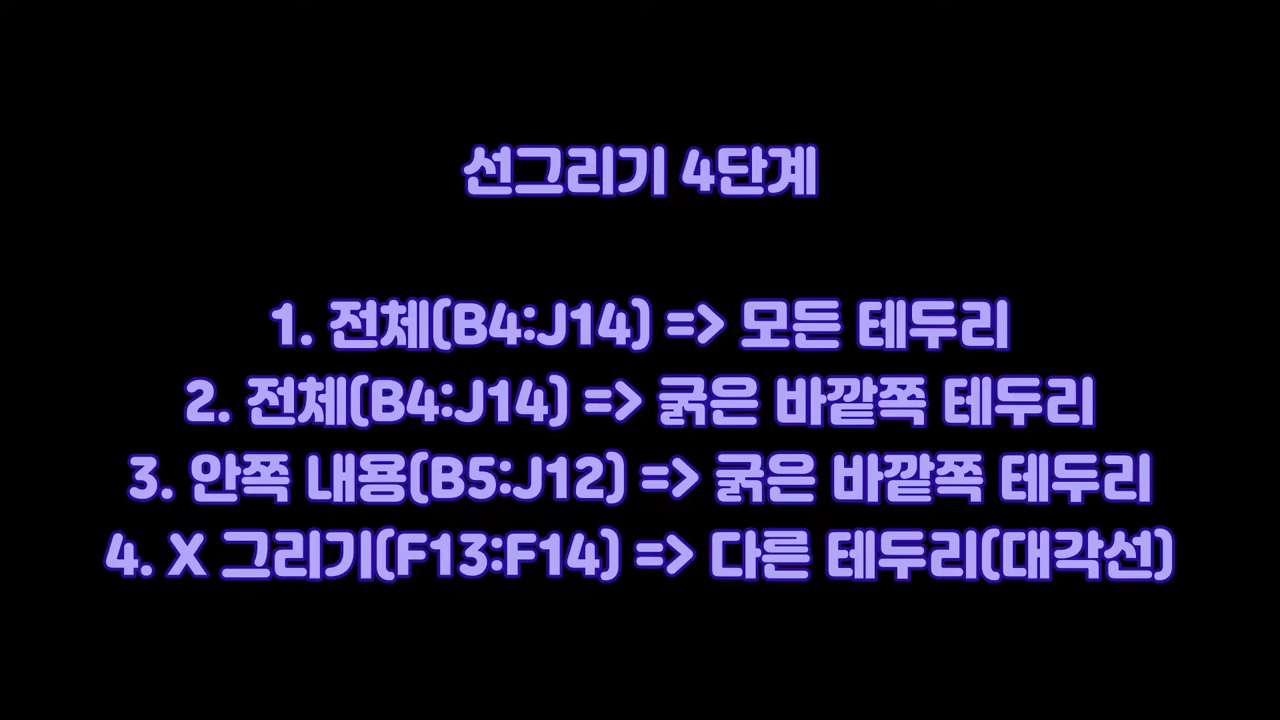 선그리기 4단계
1. 전체(B4:J14) => 모든 테두리
2. 전체(B4:J14) => 굵은 바깥쪽 테두리
3. 안쪽 내용(B5:J12) => 굵은 바깥쪽 테두리
4. X 그리기(F13:F14) => 다른 테두리(대각선)